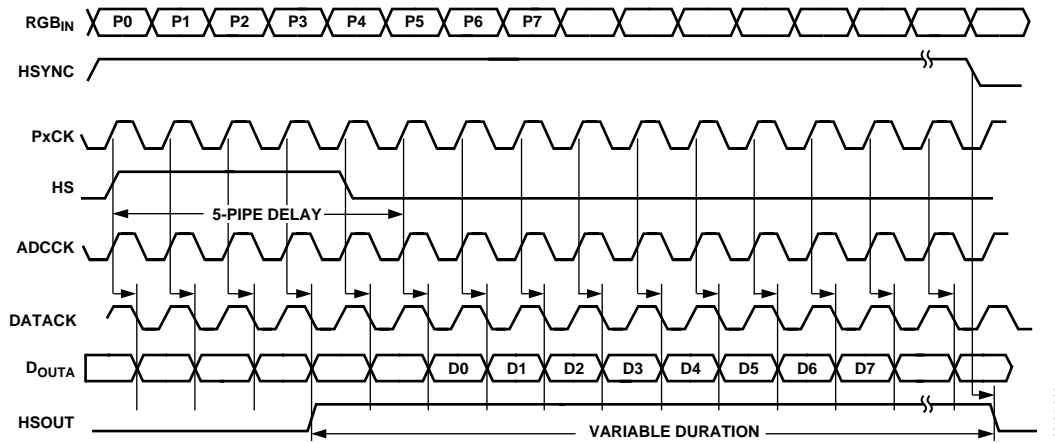 RGBIN P0 P1 P2 P3 P4 P5 P6 P7
HSYNC
PxCK
HS
5-PIPE DELAY
ADCCK
DATACK
DOUTA D0 D1 D2 D3 D4 D5 D6 D7
HSOUT
VARIABLE DURATION